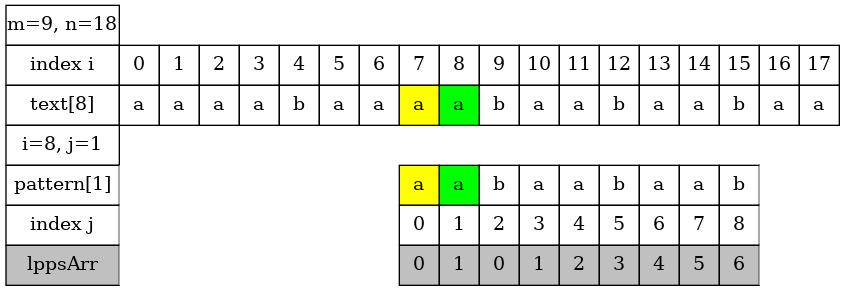 m=9, n=18
index i 0 1 2 3 4 5 6 7 8 9 10 11 12 13 14 15 16 17
text[8] a a a a b a a a a b a a b a a b a a
i=8, j=1
pattern[1] a a b a a b a a b
index j 0 1 2 3 4 5 6 7 8
lppsArr 0 1 0 1 2 3 4 5 6